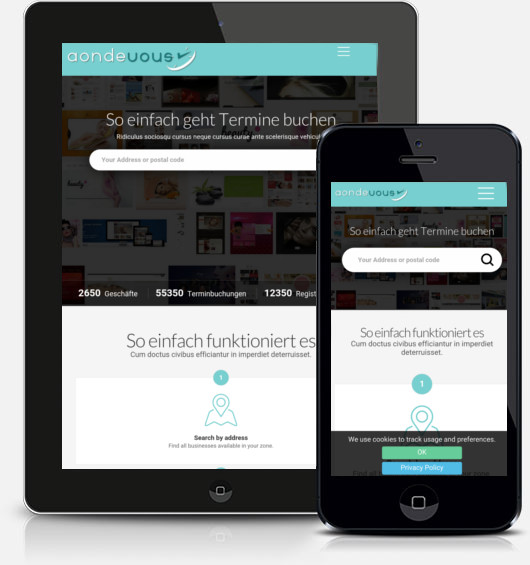 aondevous
So einfach geht Termine buchen
Ridiculus sociosqu cursus neque cursus curae ante scelerisque vehicul
Your Address or postal code
beauty
2650 Geschäfte 55350 Terminbuchungen 12350 Regist
So einfach funktioniert es
Cum doctus civibus efficiantur in imperdiet deterruisset.
1
Search by address
Find all businesses available in your zone.
aondevous
So einfach geht Termine buchen
Your Address or postal code
So einfach funktioniert es
Cum doctus civibus efficiantur in imperdiet
deterruisset.
1
We use cookies to track usage and preferences.
OK
Privacy Policy